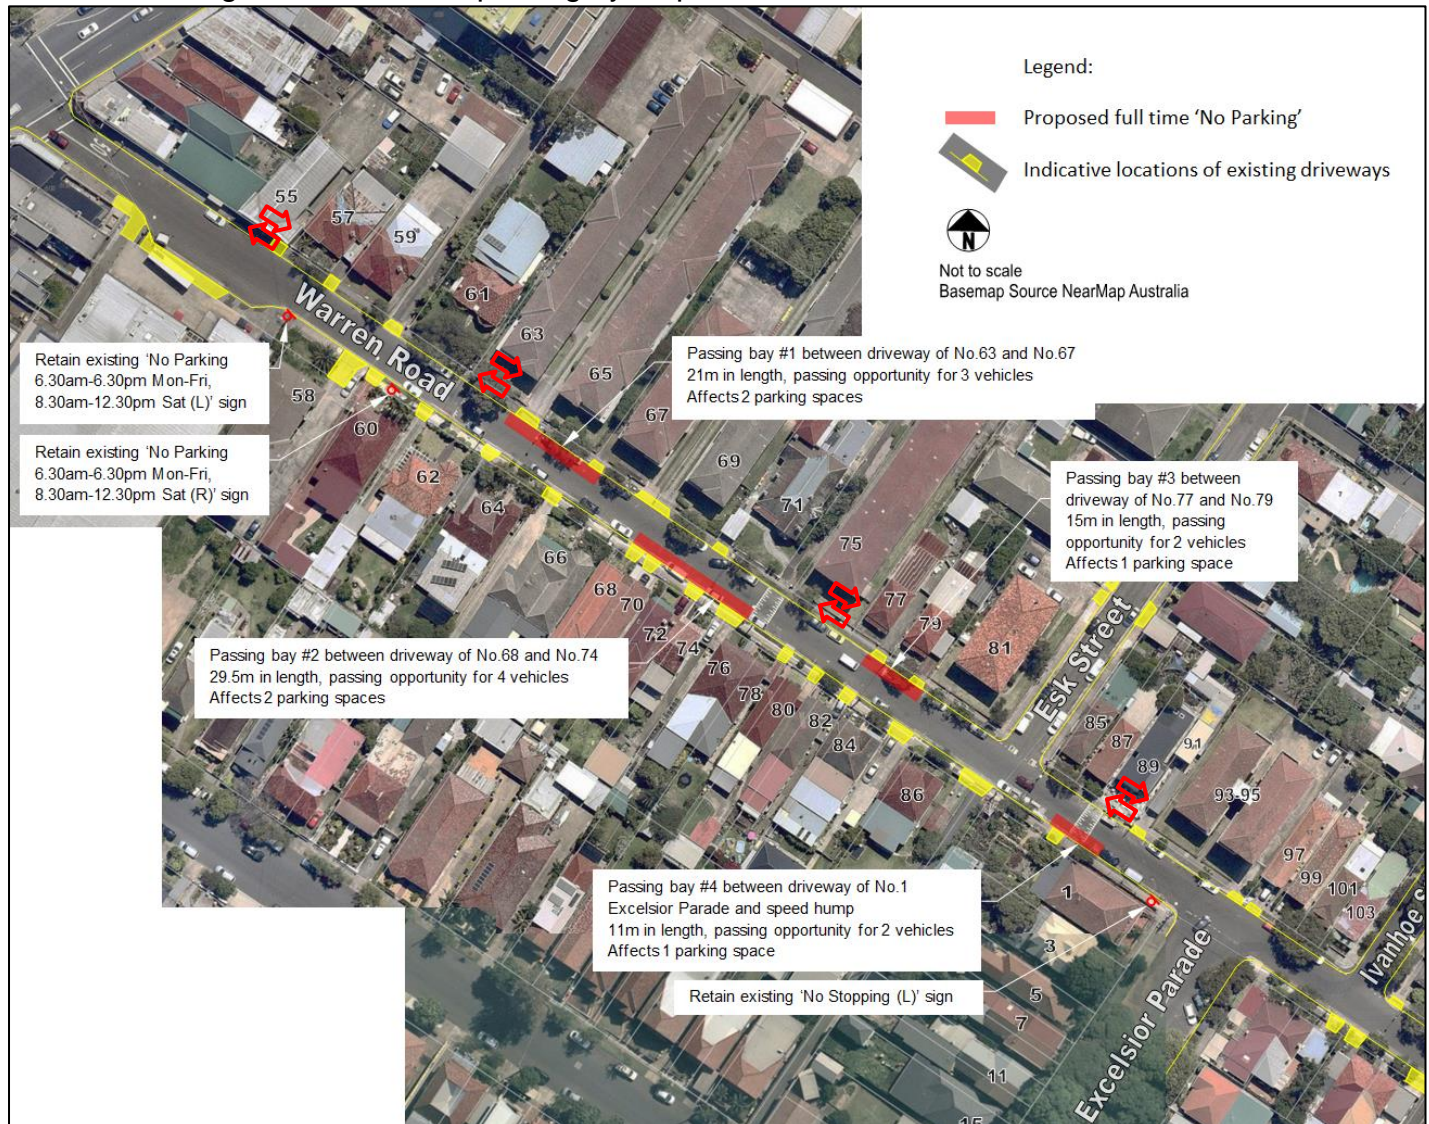 Legend:
Proposed full time ‘No Parking’
Indicative locations of existing driveways
N
Not to scale
Basemap Source NearMap Australia
55
57
59
61
63
65
67
69
71
75
77
79
81
85
87
89
91
93-95
97
99
101
103
Warren Road
Retain existing ‘No Parking
6.30am-6.30pm Mon-Fri,
8.30am-12.30pm Sat (L)’ sign
Retain existing ‘No Parking
6.30am-6.30pm Mon-Fri,
8.30am-12.30pm Sat (R)’ sign
Passing bay #1 between driveway of No.63 and No.67
21m in length, passing opportunity for 3 vehicles
Affects 2 parking spaces
Passing bay #3 between
driveway of No.77 and No.79
15m in length, passing
opportunity for 2 vehicles
Affects 1 parking space
58
60
62
64
66
68
70
72
74
76
78
80
82
84
86
Esk Street
Passing bay #2 between driveway of No.68 and No.74
29.5m in length, passing opportunity for 4 vehicles
Affects 2 parking spaces
Passing bay #4 between driveway of No.1
Excelsior Parade and speed hump
11m in length, passing opportunity for 2 vehicles
Affects 1 parking space
Retain existing ‘No Stopping (L)’ sign
1
3
5
7
11
15
Excelsior Parade
Ivanhoe S